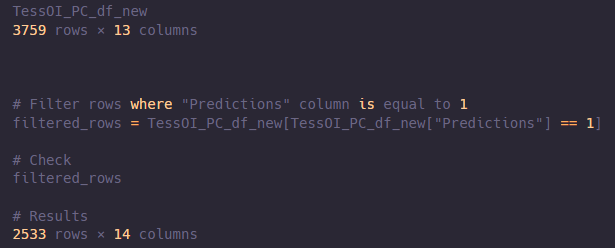 TessOI_PC_df_new
3759 rows × 13 columns
# Filter rows where "Predictions" column is equal to 1
filtered_rows = TessOI_PC_df_new[TessOI_PC_df_new["Predictions"] == 1]
# Check
filtered_rows
# Results
2533 rows × 14 columns